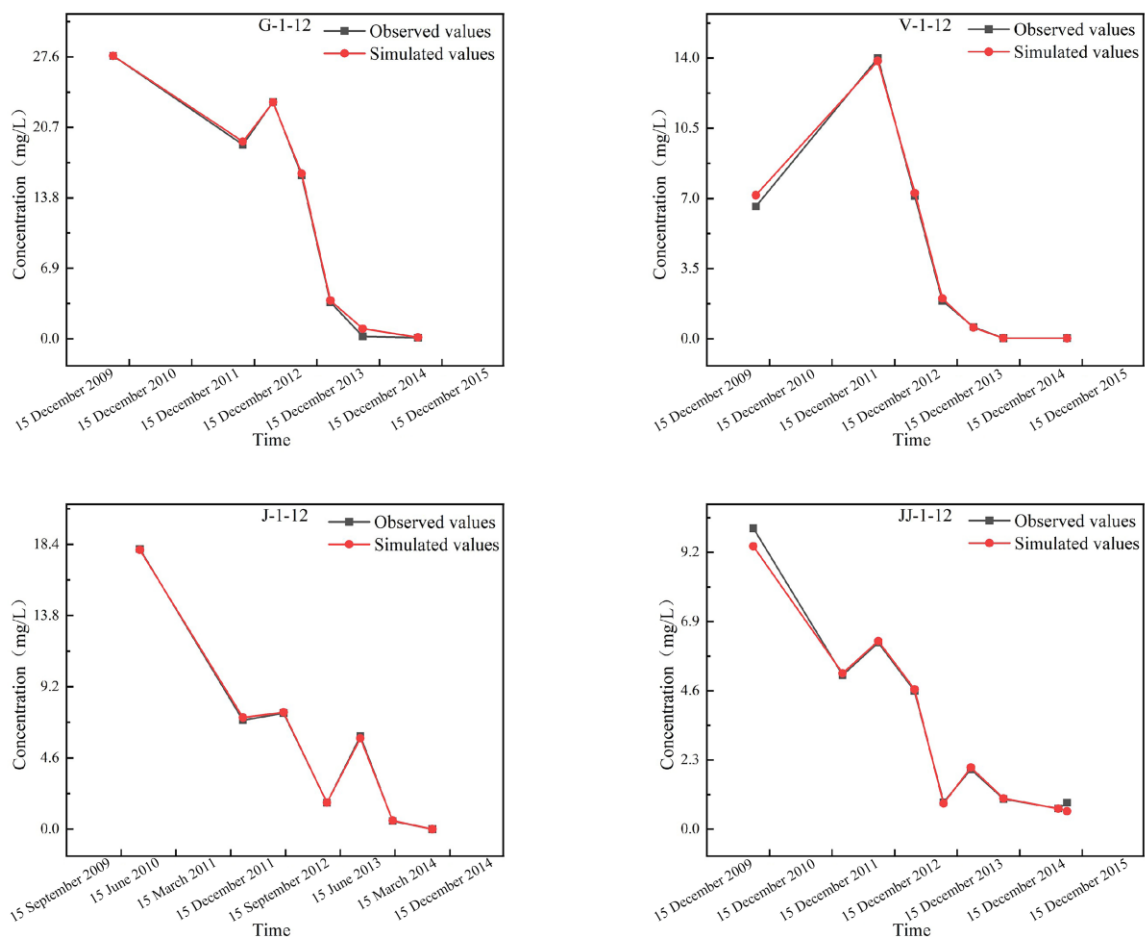 G-1-12
Observed values
Simulated values
27.6
20.7
13.8
6.9
0.0
Concentration（mg/L）
15 December 2009
15 December 2010
15 December 2011
15 December 2012
15 December 2013
15 December 2014
15 December 2015
Time
V-1-12
Observed values
Simulated values
14.0
10.5
7.0
3.5
0.0
Concentration（mg/L）
15 December 2009
15 December 2010
15 December 2011
15 December 2012
15 December 2013
15 December 2014
15 December 2015
Time
J-1-12
Observed values
Simulated values
18.4
13.8
9.2
4.6
0.0
Concentration（mg/L）
15 September 2009
15 June 2010
15 March 2011
15 December 2011
15 September 2012
15 June 2013
15 March 2014
15 December 2014
Time
JJ-1-12
Observed values
Simulated values
9.2
6.9
4.6
2.3
0.0
Concentration（mg/L）
15 December 2009
15 December 2010
15 December 2011
15 December 2012
15 December 2013
15 December 2014
15 December 2015
Time